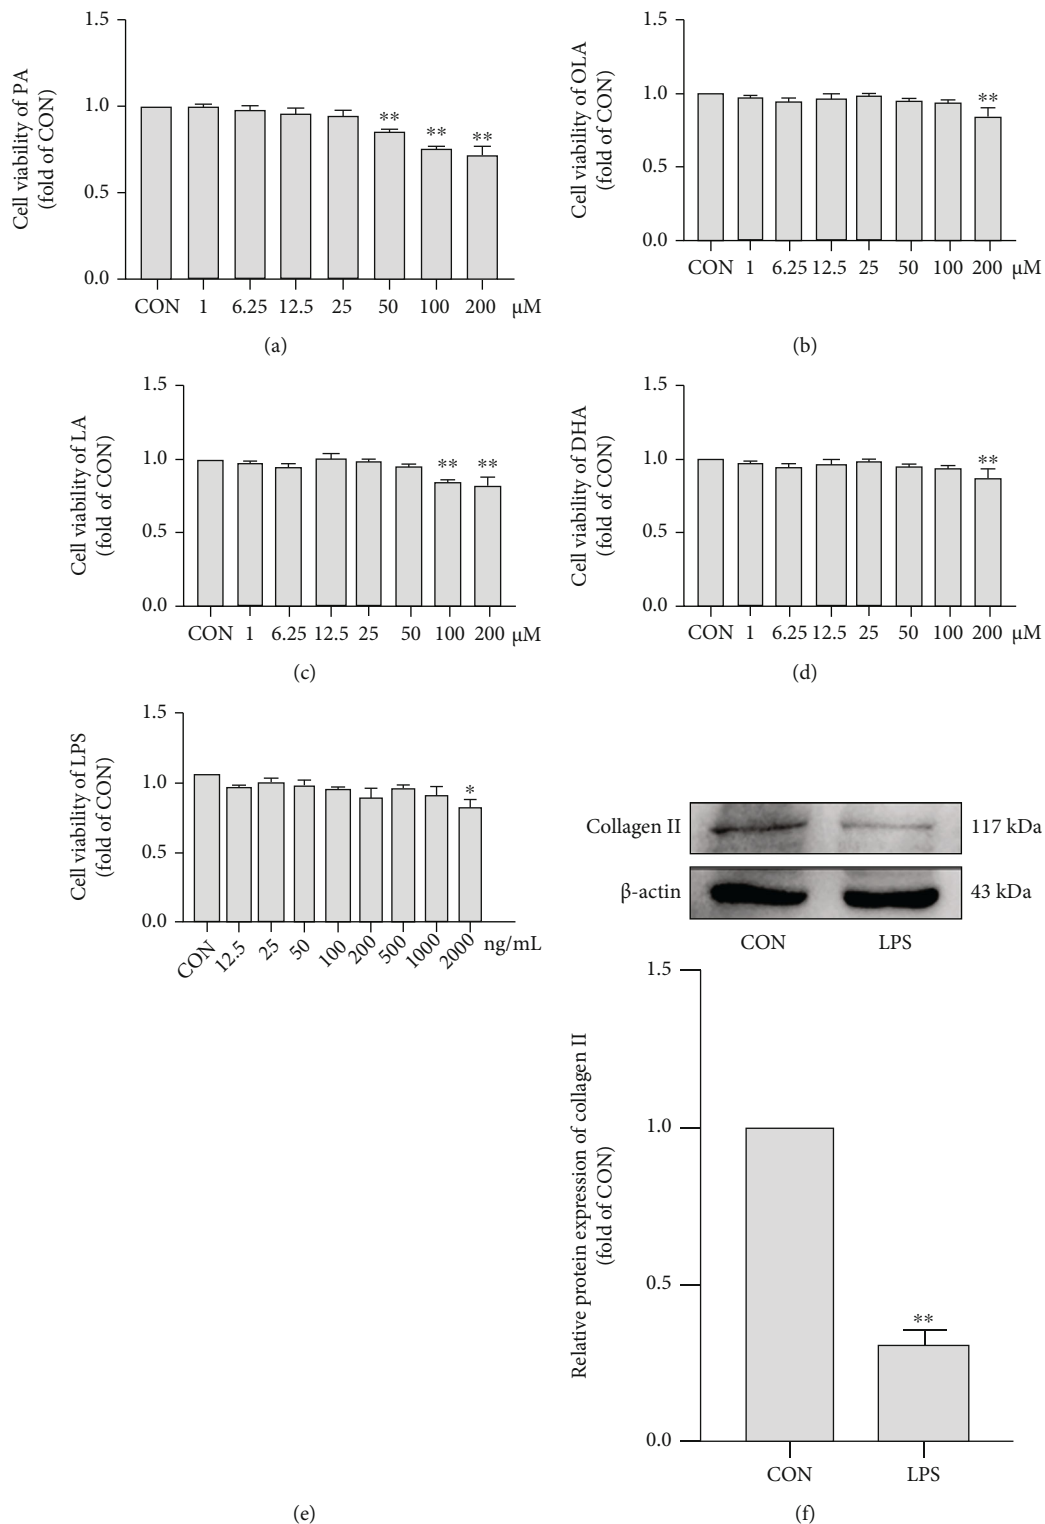 Cell viability of PA
(fold of CON)
1.5
1.0
0.5
0.0
** ** **
CON 1 6.25 12.5 25 50 100 200 μM
(a)
Cell viability of OLA
(fold of CON)
1.5
1.0
0.5
0.0
**
CON 1 6.25 12.5 25 50 100 200 μM
(b)
Cell viability of LA
(fold of CON)
1.5
1.0
0.5
0.0
** **
CON 1 6.25 12.5 25 50 100 200 μM
(c)
Cell viability of DHA
(fold of CON)
1.5
1.0
0.5
0.0
**
CON 1 6.25 12.5 25 50 100 200 μM
(d)
Cell viability of LPS
(fold of CON)
1.5
1.0
0.5
0.0
*
CON 12.5 25 50 100 200 500 1000 2000 ng/mL
(e)
Collagen II 117 kDa
β-actin 43 kDa
CON LPS
Relative protein expression of collagen II
(fold of CON)
1.5
1.0
0.5
0.0
**
CON LPS
(f)